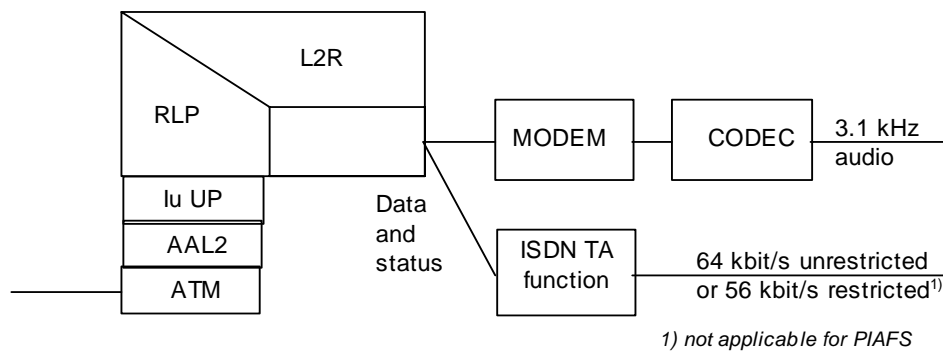 L2R
RLP
Iu UP
AAL2
ATM
Data
and
status
MODEM
CODEC
3.1 kHz
audio
ISDN TA
function
64 kbit/s unrestricted
or 56 kbit/s restricted1)
1) not applicable for PIAFS